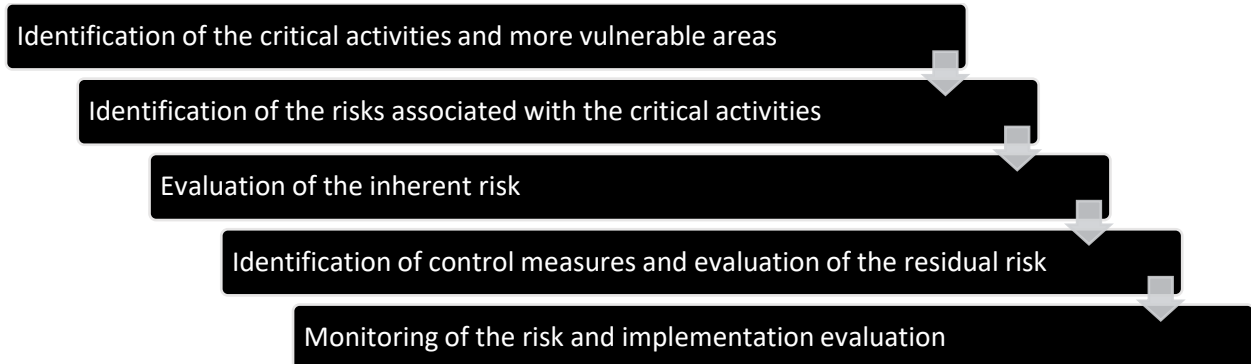 Identification of the critical activities and more vulnerable areas
Identification of the risks associated with the critical activities
Evaluation of the inherent risk
Identification of control measures and evaluation of the residual risk
Monitoring of the risk and implementation evaluation